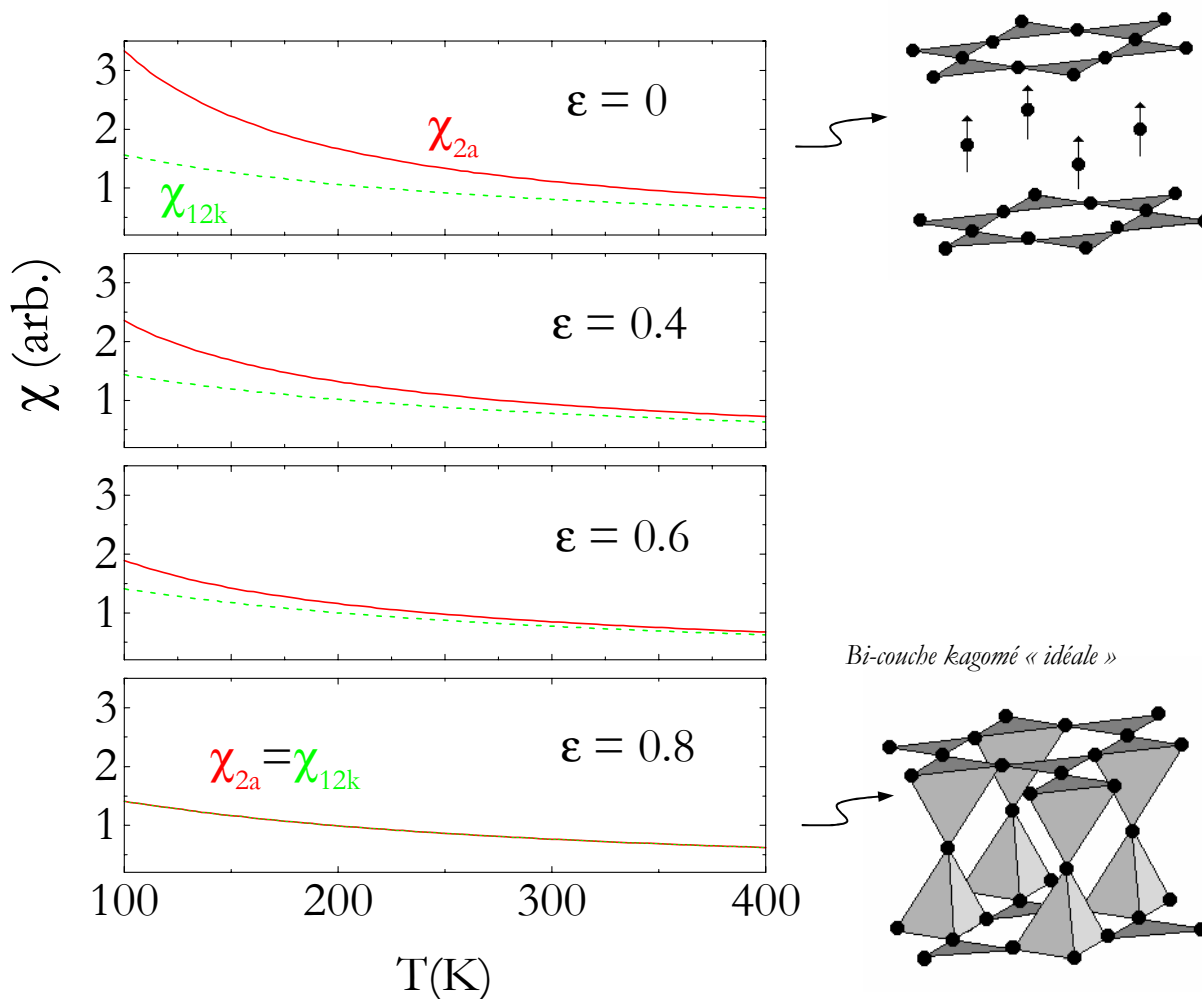 3
2
1
ε = 0
χ2a
χ12k
3
2
1
ε = 0.4
χ (arb.)
3
2
1
ε = 0.6
Bi-couche kagomé « idéale »
3
2
1
ε = 0.8
χ2a=χ12k
100 200 300 400
T(K)